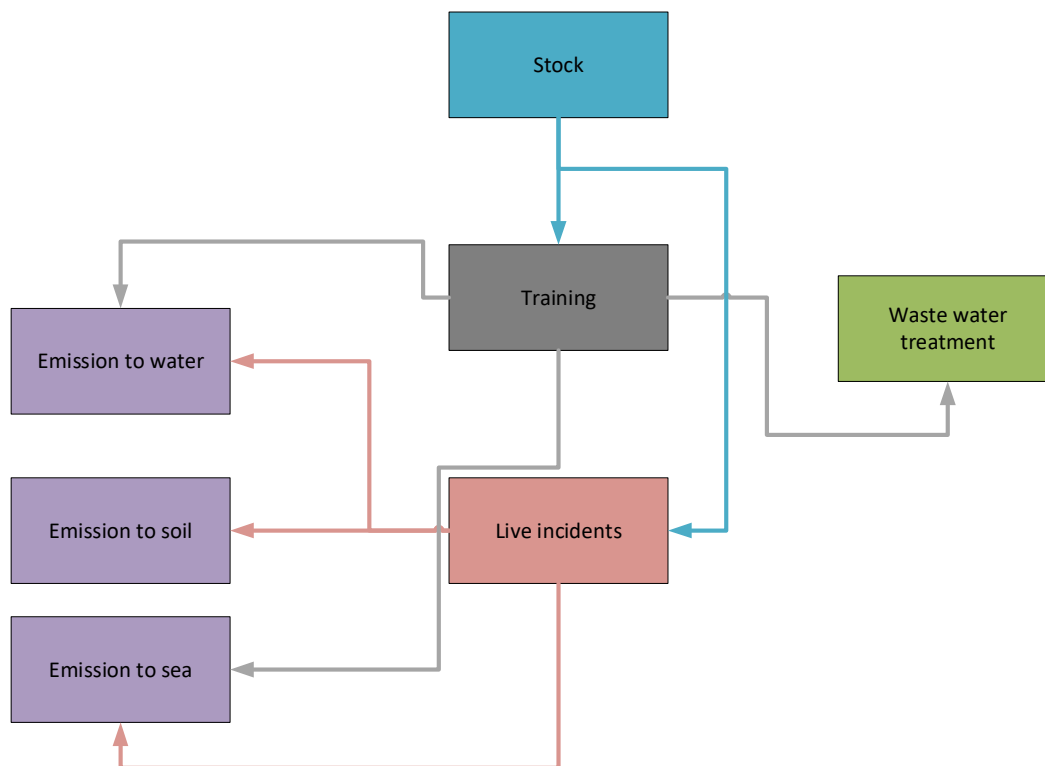 Stock
Training
Waste water
treatment
Emission to water
Emission to soil
Live incidents
Emission to sea